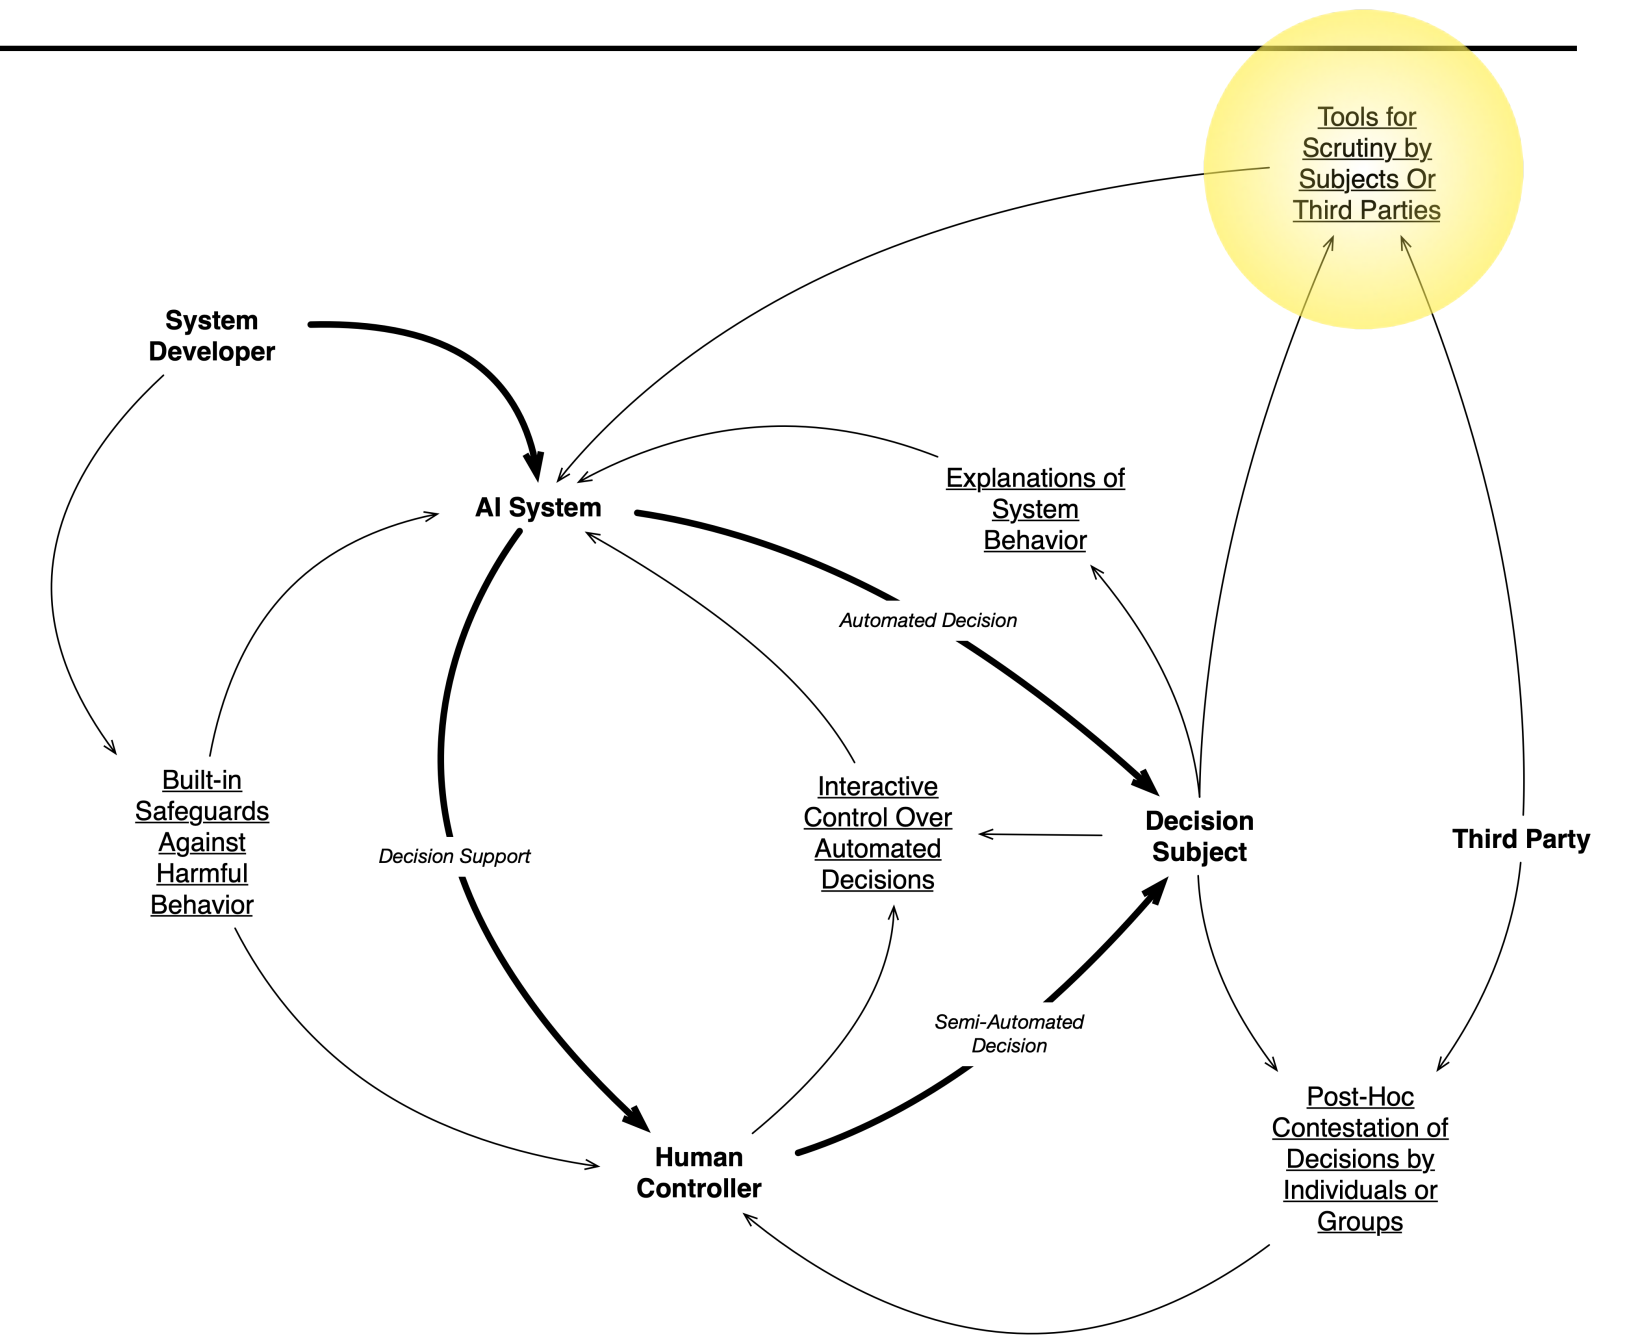 Tools for
Scrutiny by
Subjects Or
Third Parties
System
Developer
AI System
Explanations of
System
Behavior
Automated Decision
Built-in
Safeguards
Against
Harmful
Behavior
Decision Support
Interactive
Control Over
Automated
Decisions
Decision
Subject
Third Party
Semi-Automated
Decision
Human
Controller
Post-Hoc
Contestation of
Decisions by
Individuals or
Groups